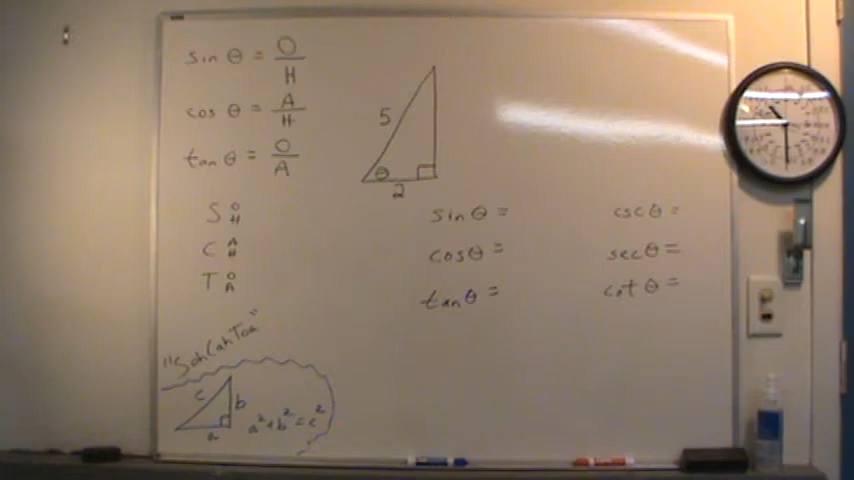 sin θ = O/H
cos θ = A/H
tan θ = O/A
S O/H
C A/H
T O/A
"SohCahToa"
c
b
a
a² + b² = c²
5
θ
2
sin θ =
cos θ =
tan θ =
csc θ =
sec θ =
cot θ =